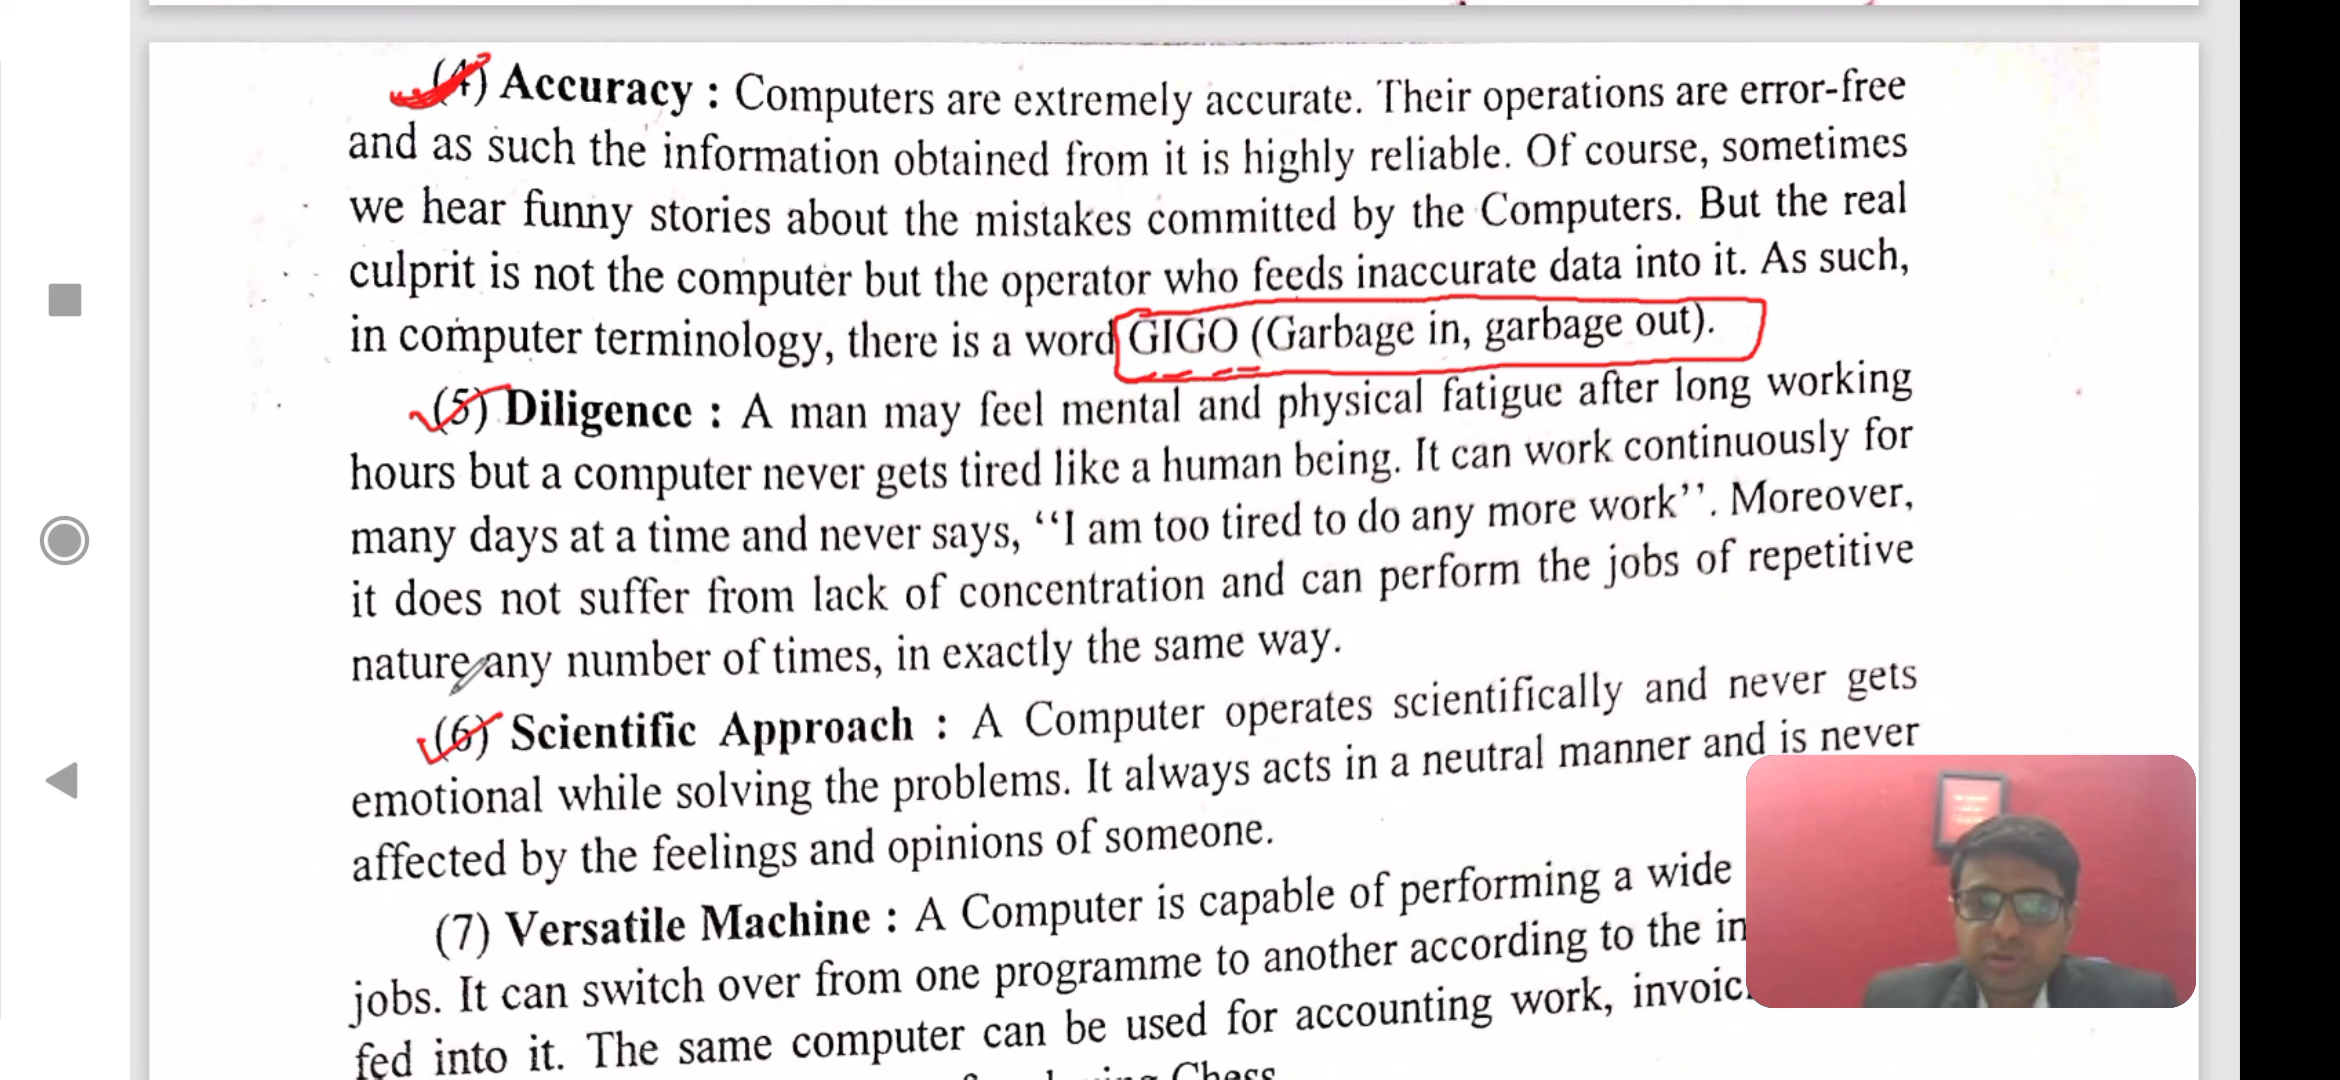 (4) Accuracy : Computers are extremely accurate. Their operations are error-free
and as such the information obtained from it is highly reliable. Of course, sometimes
we hear funny stories about the mistakes committed by the Computers. But the real
culprit is not the computer but the operator who feeds inaccurate data into it. As such,
in computer terminology, there is a word GIGO (Garbage in, garbage out).
(5) Diligence : A man may feel mental and physical fatigue after long working
hours but a computer never gets tired like a human being. It can work continuously for
many days at a time and never says, ‘‘I am too tired to do any more work’’. Moreover,
it does not suffer from lack of concentration and can perform the jobs of repetitive
nature any number of times, in exactly the same way.
(6) Scientific Approach : A Computer operates scientifically and never gets
emotional while solving the problems. It always acts in a neutral manner and is never
affected by the feelings and opinions of someone.
(7) Versatile Machine : A Computer is capable of performing a wide
jobs. It can switch over from one programme to another according to the in
fed into it. The same computer can be used for accounting work, invoic
Chess